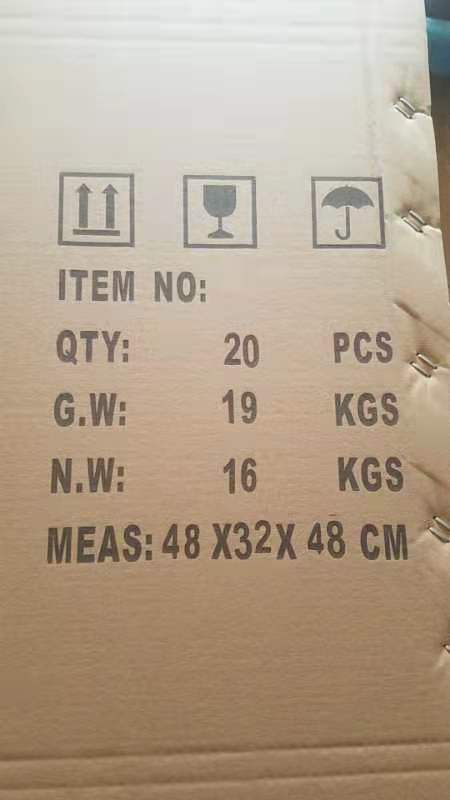 ITEM NO:
QTY: 20 PCS
G.W: 19 KGS
N.W: 16 KGS
MEAS: 48 X32X 48 CM